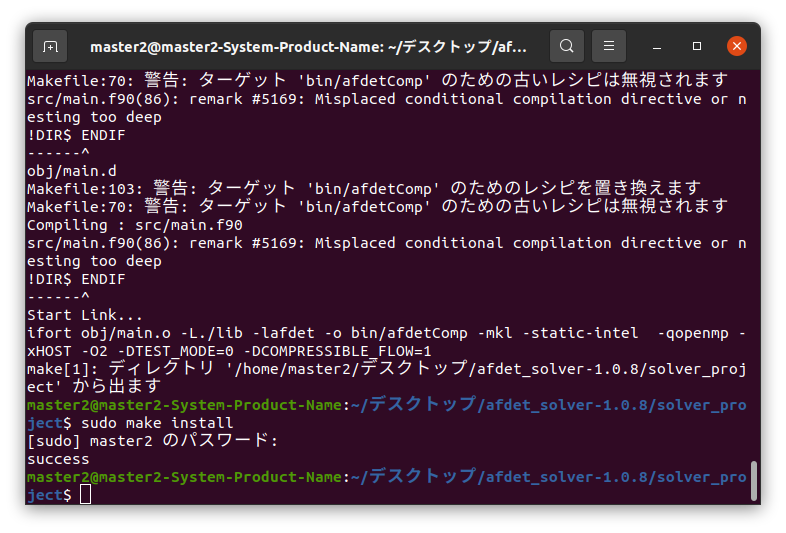 master2@master2-System-Product-Name: ~/デスクトップ/af...
Makefile:70: 警告: ターゲット 'bin/afdetComp' のための古いレシピは無視されます
src/main.f90(86): remark #5169: Misplaced conditional compilation directive or n
esting too deep
!DIR$ ENDIF
------^
obj/main.d
Makefile:103: 警告: ターゲット 'bin/afdetComp' のためのレシピを置き換えます
Makefile:70: 警告: ターゲット 'bin/afdetComp' のための古いレシピは無視されます
Compiling : src/main.f90
src/main.f90(86): remark #5169: Misplaced conditional compilation directive or n
esting too deep
!DIR$ ENDIF
------^
Start Link...
ifort obj/main.o -L./lib -lafdet -o bin/afdetComp -mkl -static-intel  -qopenmp -
xHOST -O2 -DTEST_MODE=0 -DCOMPRESSIBLE_FLOW=1
make[1]: ディレクトリ '/home/master2/デスクトップ/afdet_solver-1.0.8/solver_proj
ect' から出ます
master2@master2-System-Product-Name:~/デスクトップ/afdet_solver-1.0.8/solver_pro
ject$ sudo make install
[sudo] master2 のパスワード:
success
master2@master2-System-Product-Name:~/デスクトップ/afdet_solver-1.0.8/solver_pro
ject$